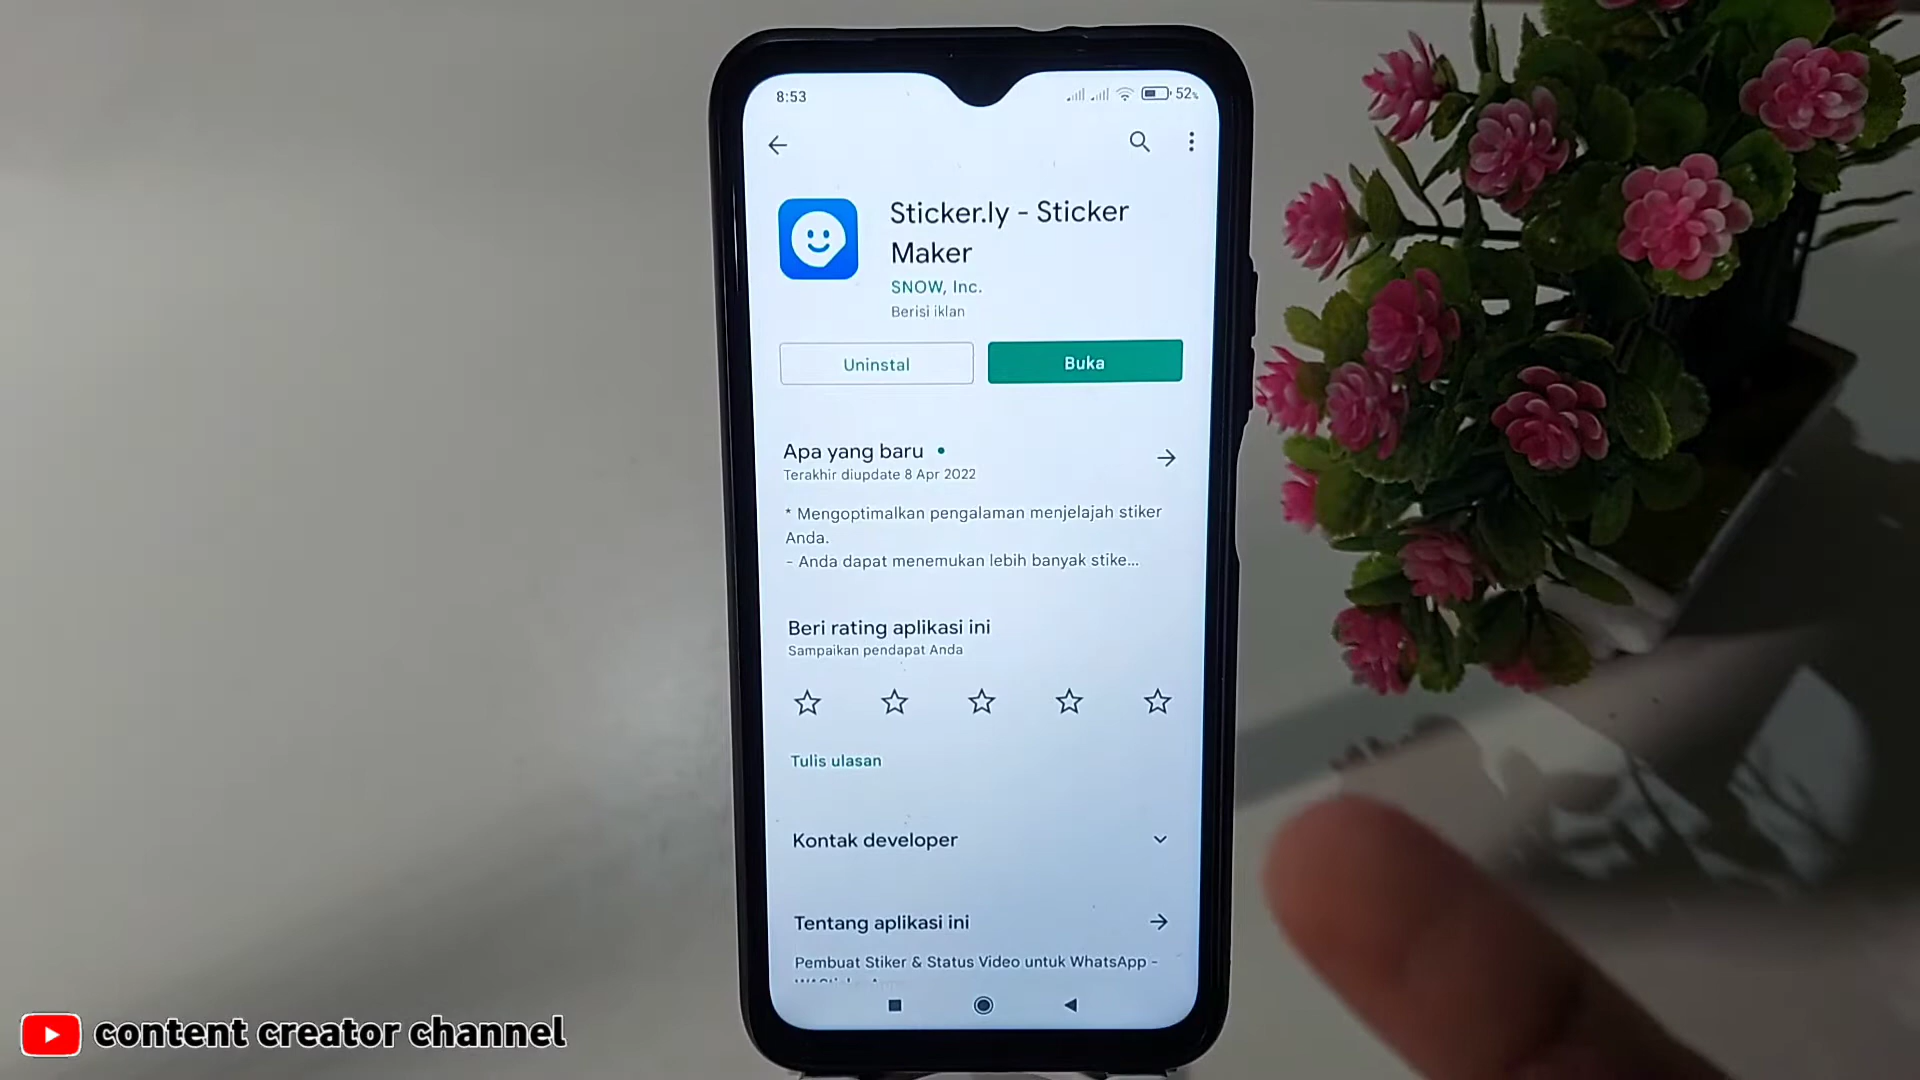 8:53
52%
Sticker.ly - Sticker
Maker
SNOW, Inc.
Berisi iklan
Uninstal
Buka
Apa yang baru
Terakhir diupdate 8 Apr 2022
* Mengoptimalkan pengalaman menjelajah stiker
Anda.
- Anda dapat menemukan lebih banyak stike...
Beri rating aplikasi ini
Sampaikan pendapat Anda
Tulis ulasan
Kontak developer
Tentang aplikasi ini
Pembuat Stiker & Status Video untuk WhatsApp -
content creator channel